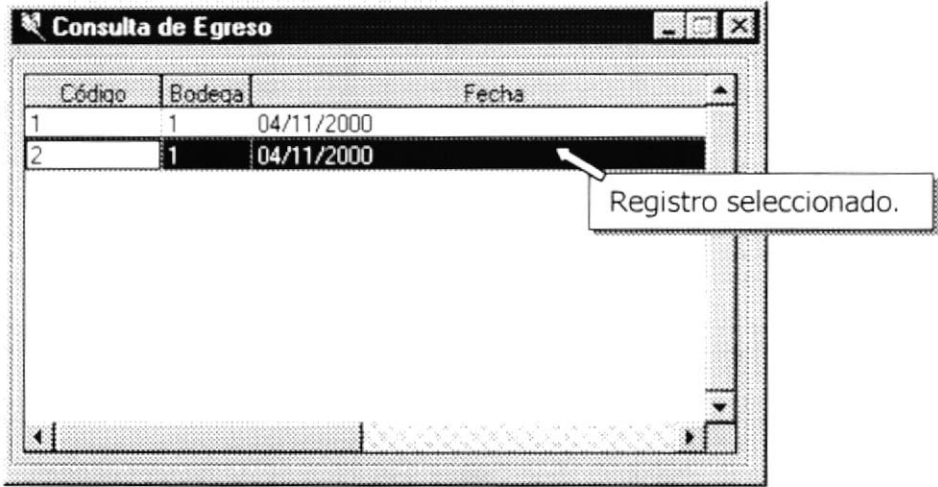 Consulta de Egreso
Código Bodega Fecha
1 1 04/11/2000
2 1 04/11/2000
Registro seleccionado.